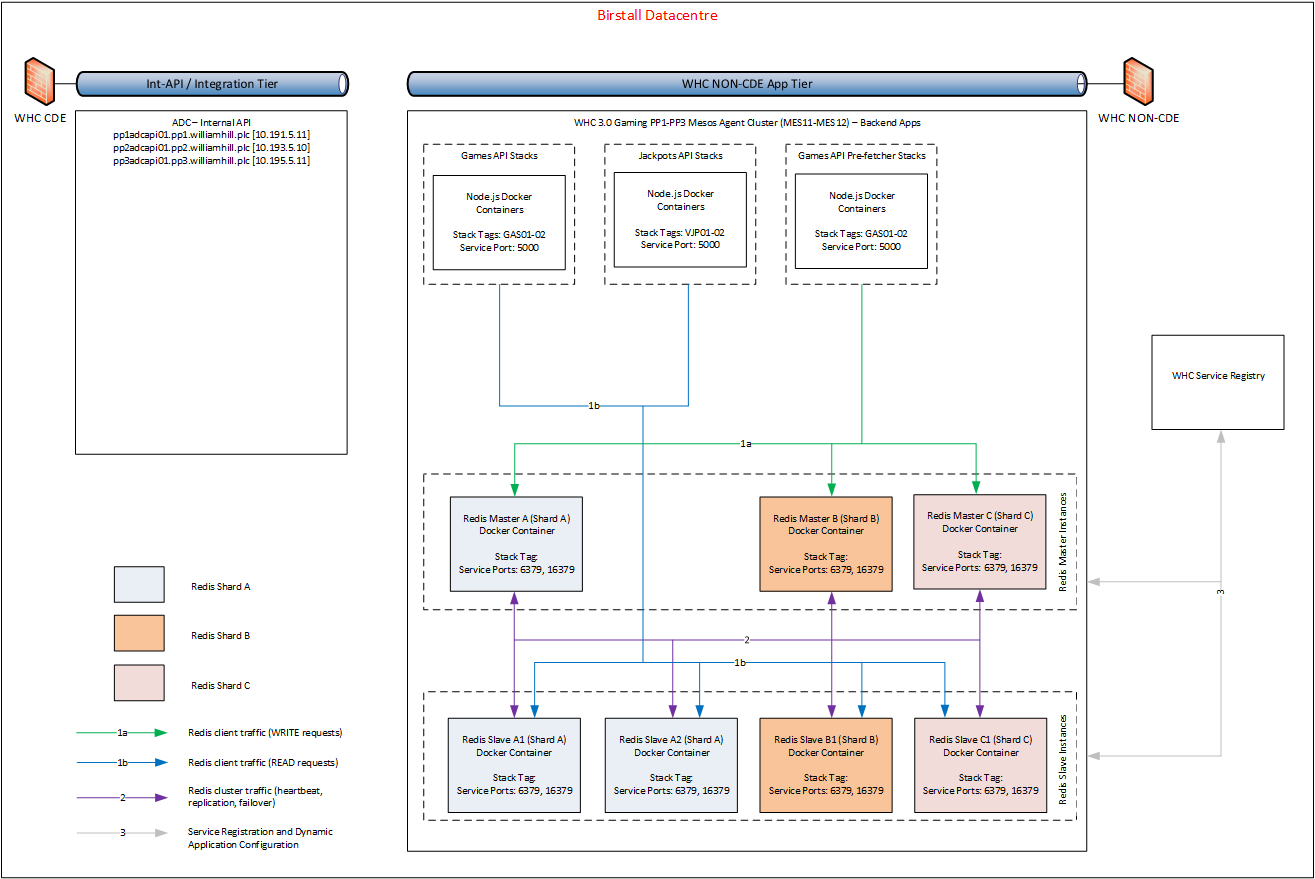 Birstall Datacentre
Int-API / Integration Tier
WHC NON-CDE App Tier
WHC CDE
WHC NON-CDE
ADC – Internal API
pp1adcapi01.pp1.williamhill.plc [10.191.5.11]
pp2adcapi01.pp2.williamhill.plc [10.193.5.10]
pp3adcapi01.pp3.williamhill.plc [10.195.5.11]
WHC 3.0 Gaming PP1-PP3 Mesos Agent Cluster (MES11-MES12) – Backend Apps
Games API Stacks
Node.js Docker
Containers
Stack Tags: GAS01-02
Service Port: 5000
Jackpots API Stacks
Node.js Docker
Containers
Stack Tags: VJP01-02
Service Port: 5000
Games API Pre-fetcher Stacks
Node.js Docker
Containers
Stack Tags: GAS01-02
Service Port: 5000
WHC Service Registry
1b
1a
Redis Master A (Shard A)
Docker Container
Stack Tag:
Service Ports: 6379, 16379
Redis Master B (Shard B)
Docker Container
Stack Tag:
Service Ports: 6379, 16379
Redis Master C (Shard C)
Docker Container
Stack Tag:
Service Ports: 6379, 16379
Redis Master Instances
3
2
1b
Redis Slave A1 (Shard A)
Docker Container
Stack Tag:
Service Ports: 6379, 16379
Redis Slave A2 (Shard A)
Docker Container
Stack Tag:
Service Ports: 6379, 16379
Redis Slave B1 (Shard B)
Docker Container
Stack Tag:
Service Ports: 6379, 16379
Redis Slave C1 (Shard C)
Docker Container
Stack Tag:
Service Ports: 6379, 16379
Redis Slave Instances
Redis Shard A
Redis Shard B
Redis Shard C
1a
Redis client traffic (WRITE requests)
1b
Redis client traffic (READ requests)
2
Redis cluster traffic (heartbeat,
replication, failover)
3
Service Registration and Dynamic
Application Configuration